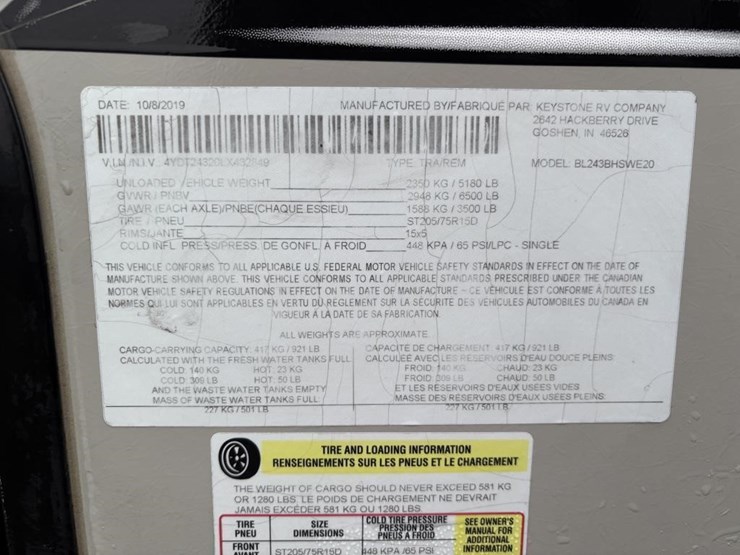 DATE: 10/8/2019 MANUFACTURED BY/FABRIQUÉ PAR: KEYSTONE RV COMPANY
2642 HACKBERRY DRIVE
GOSHEN, IN 46526
V.I.N./N.I.V. TYPE: TRA/REM MODEL: BL243BHSWE20
UNLOADED VEHICLE WEIGHT 2350 KG / 5180 LB
GVWR / PNBV 2948 KG / 6500 LB
GAWR (EACH AXLE)/PNBE(CHAQUE ESSIEU) 1588 KG / 3500 LB
TIRE / PNEU ST205/75R15D
RIMS/JANTE 15x5
COLD INFL. PRESS/PRESS. DE GONFL. À FROID 448 KPA / 65 PSI/LPC - SINGLE
THIS VEHICLE CONFORMS TO ALL APPLICABLE U.S. FEDERAL MOTOR VEHICLE SAFETY STANDARDS IN EFFECT ON THE DATE OF
MANUFACTURE SHOWN ABOVE. THIS VEHICLE CONFORMS TO ALL APPLICABLE STANDARDS PRESCRIBED UNDER THE CANADIAN
MOTOR VEHICLE SAFETY REGULATIONS IN EFFECT ON THE DATE OF MANUFACTURE - CE VÉHICULE EST CONFORME À TOUTES LES
NORMES QUI LUI SONT APPLICABLES EN VERTU DU RÈGLEMENT SUR LA SÉCURITÉ DES VÉHICULES AUTOMOBILES DU CANADA EN
VIGUEUR À LA DATE DE SA FABRICATION.
ALL WEIGHTS ARE APPROXIMATE.
CARGO-CARRYING CAPACITY: 417 KG / 921 LB CAPACITÉ DE CHARGEMENT: 417 KG / 921 LB
CALCULATED WITH THE FRESH WATER TANKS FULL CALCULÉE AVEC LES RÉSERVOIRS D'EAU DOUCE PLEINS:
COLD: 140 KG HOT: 23 KG FROID: 140 KG CHAUD: 23 KG
COLD: 309 LB HOT: 50 LB FROID: 309 LB CHAUD: 50 LB
AND THE WASTE WATER TANKS EMPTY ET LES RÉSERVOIRS D'EAUX USÉES VIDES
MASS OF WASTE WATER TANKS FULL: MASSE DES RÉSERVOIRS D'EAUX USÉES PLEINS:
227 KG / 501 LB 227 KG / 501 LB
TIRE AND LOADING INFORMATION
RENSEIGNEMENTS SUR LES PNEUS ET LE CHARGEMENT
THE WEIGHT OF CARGO SHOULD NEVER EXCEED 581 KG
OR 1280 LBS. LE POIDS DE CHARGEMENT NE DEVRAIT
JAMAIS EXCÉDER 581 KG OU 1280 LBS.
TIRE
PNEU
SIZE
DIMENSIONS
COLD TIRE PRESSURE
PRESSION DES
PNEUS A FROID
SEE OWNER'S
MANUAL FOR
ADDITIONAL
INFORMATION
FRONT
AVANT
ST205/75R15D
448 KPA /65 PSI